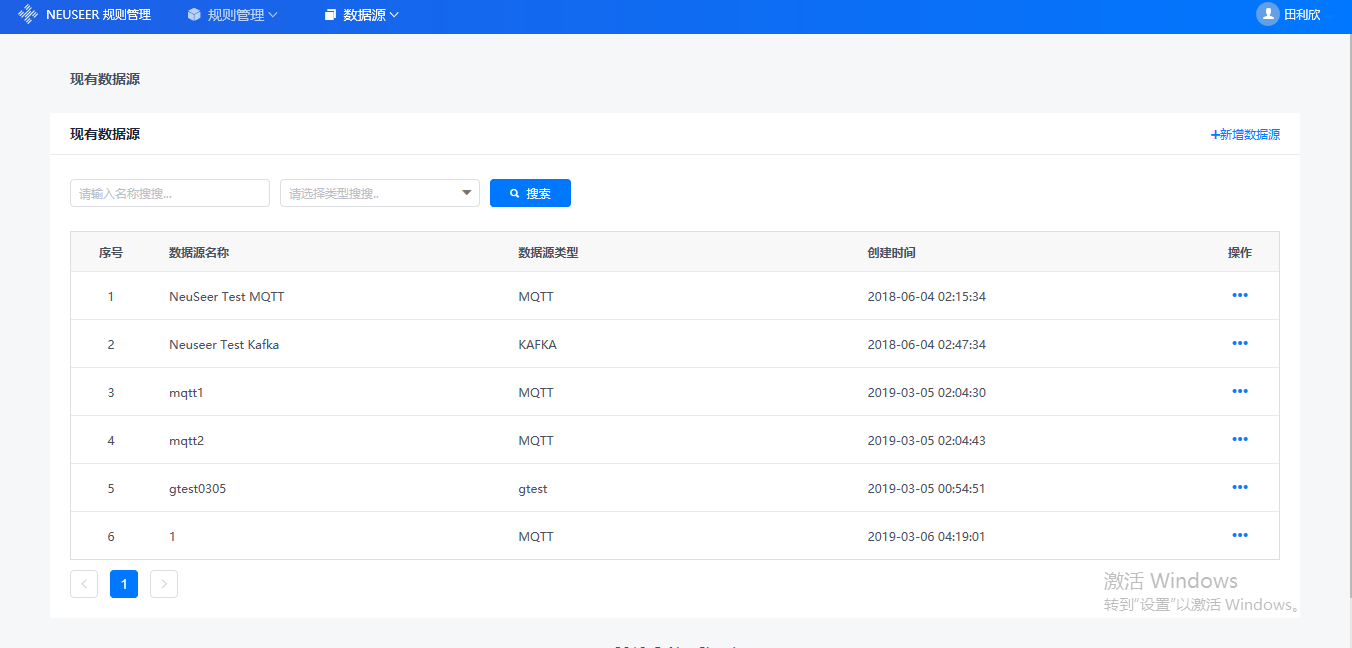 NEUSEER 规则管理 规则管理 数据源 田利欣
现有数据源
现有数据源 +新增数据源
请输入名称搜搜... 请选择类型搜搜.. 搜索
序号 数据源名称 数据源类型 创建时间 操作
1 NeuSeer Test MQTT MQTT 2018-06-04 02:15:34 •••
2 Neuseer Test Kafka KAFKA 2018-06-04 02:47:34 •••
3 mqtt1 MQTT 2019-03-05 02:04:30 •••
4 mqtt2 MQTT 2019-03-05 02:04:43 •••
5 gtest0305 gtest 2019-03-05 00:54:51 •••
6 1 MQTT 2019-03-06 04:19:01 •••
< 1 >
激活 Windows
转到"设置"以激活 Windows。